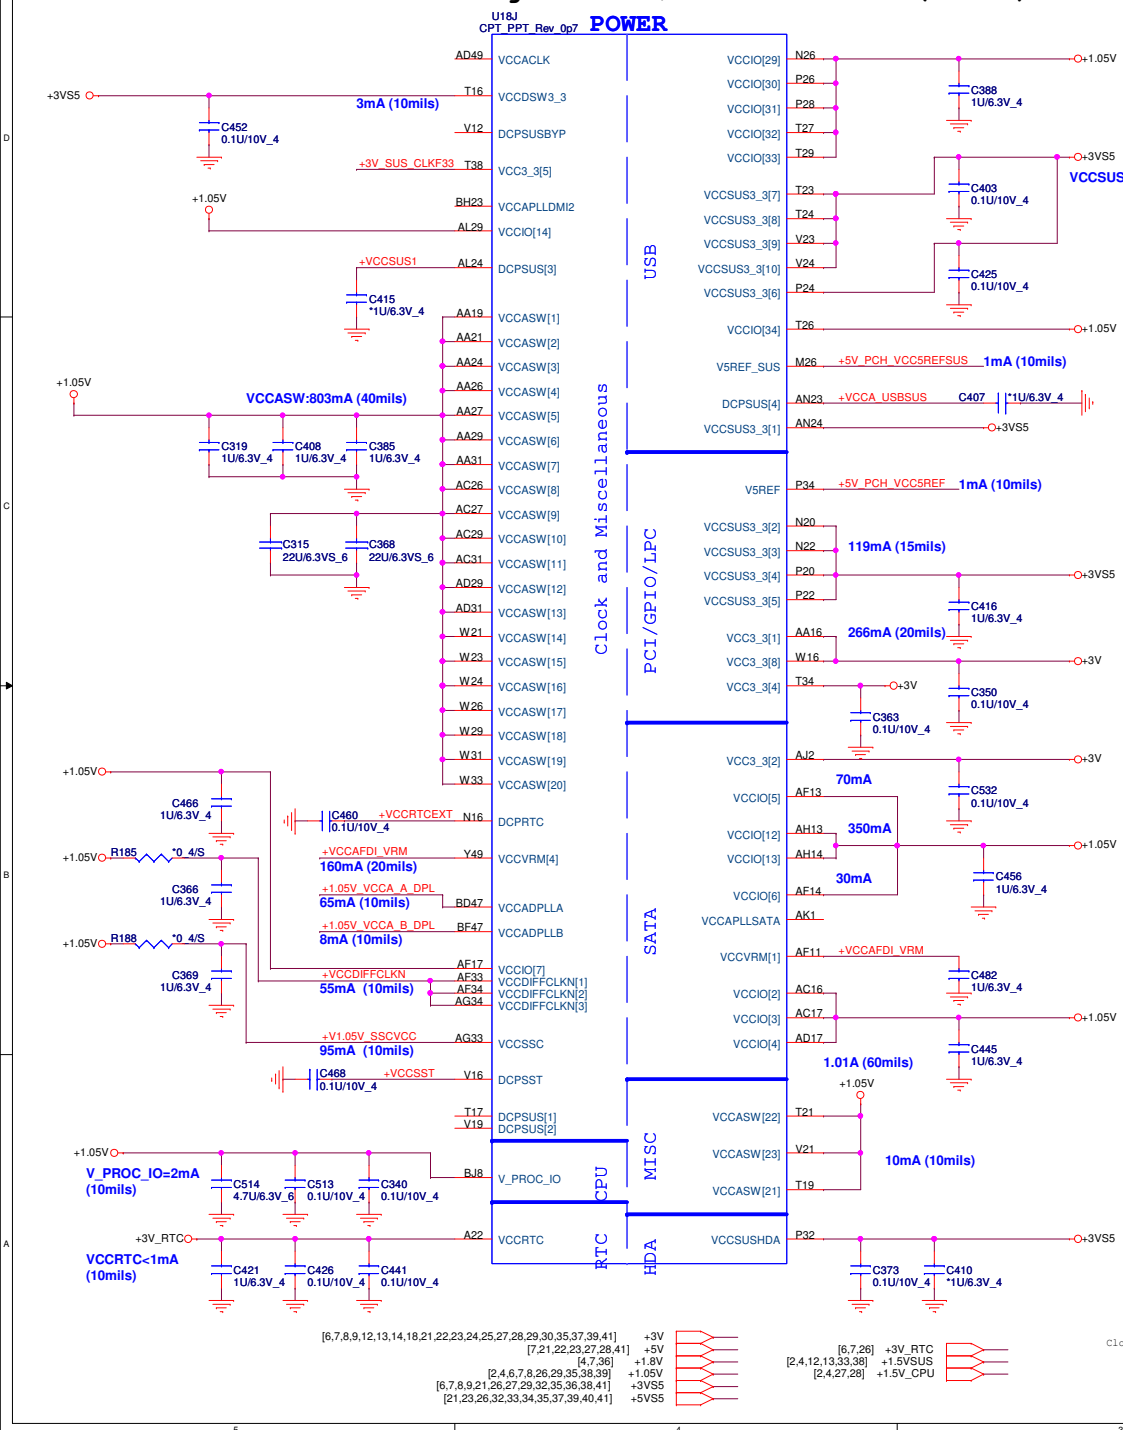 U18J
CPT_PPT_Rev_0p7
POWER
AD49 VCCACLK
+3VS5 T16 VCCDSW3_3
3mA (10mils)
C452
0.1U/10V_4
V12 DCPSUSBYP
+3V_SUS_CLKF33 T38 VCC3_3[5]
BH23 VCCAPLLDMI2
+1.05V
AL29 VCCIO[14]
+VCCSUS1 AL24 DCPSUS[3]
C415
*1U/6.3V_4
AA19 VCCASW[1]
AA21 VCCASW[2]
AA24 VCCASW[3]
AA26 VCCASW[4]
+1.05V
VCCASW:803mA (40mils)
AA27 VCCASW[5]
AA29 VCCASW[6]
C319
1U/6.3V_4
C408
1U/6.3V_4
C385
1U/6.3V_4
AA31 VCCASW[7]
AC26 VCCASW[8]
AC27 VCCASW[9]
AC29 VCCASW[10]
C315
22U/6.3VS_6
C368
22U/6.3VS_6
AC31 VCCASW[11]
AD29 VCCASW[12]
AD31 VCCASW[13]
W21 VCCASW[14]
W23 VCCASW[15]
W24 VCCASW[16]
W26 VCCASW[17]
W29 VCCASW[18]
W31 VCCASW[19]
W33 VCCASW[20]
+1.05V
C466
1U/6.3V_4
C460
0.1U/10V_4
+VCCRTCEXT N16 DCPRTC
+1.05V R185 *0_4/S
C366
1U/6.3V_4
+VCCAFDI_VRM Y49 VCCVRM[4]
160mA (20mils)
+1.05V_VCCA_A_DPL BD47 VCCADPLLA
65mA (10mils)
+1.05V_VCCA_B_DPL BF47 VCCADPLLB
8mA (10mils)
+1.05V R188 *0_4/S
C369
1U/6.3V_4
AF17 VCCIO[7]
+VCCDIFFCLKN AF33 VCCDIFFCLKN[1]
55mA (10mils)
AF34 VCCDIFFCLKN[2]
AG34 VCCDIFFCLKN[3]
+V1.05V_SSCVCC AG33 VCCSSC
95mA (10mils)
C468
0.1U/10V_4
+VCCSST V16 DCPSST
T17 DCPSUS[1]
V19 DCPSUS[2]
+1.05V
V_PROC_IO=2mA
(10mils)
BJ8 V_PROC_IO
C514
4.7U/6.3V_6
C513
0.1U/10V_4
C340
0.1U/10V_4
+3V_RTC A22 VCCRTC
VCCRTC<1mA
(10mils)
C421
1U/6.3V_4
C426
0.1U/10V_4
C441
0.1U/10V_4
Clock and Miscellaneous
CPU
RTC
USB
PCI/GPIO/LPC
SATA
MISC
HDA
VCCIO[29] N26 +1.05V
VCCIO[30] P26
C388
1U/6.3V_4
VCCIO[31] P28
VCCIO[32] T27
VCCIO[33] T29
+3VS5
VCCSUS
VCCSUS3_3[7] T23
C403
0.1U/10V_4
VCCSUS3_3[8] T24
VCCSUS3_3[9] V23
VCCSUS3_3[10] V24
C425
0.1U/10V_4
VCCSUS3_3[6] P24
VCCIO[34] T26 +1.05V
V5REF_SUS M26 +5V_PCH_VCC5REFSUS 1mA (10mils)
DCPSUS[4] AN23 +VCCA_USBSUS C407 *1U/6.3V_4
VCCSUS3_3[1] AN24 +3VS5
V5REF P34 +5V_PCH_VCC5REF 1mA (10mils)
VCCSUS3_3[2] N20
VCCSUS3_3[3] N22 119mA (15mils)
VCCSUS3_3[4] P20 +3VS5
VCCSUS3_3[5] P22
C416
1U/6.3V_4
VCC3_3[1] AA16 266mA (20mils)
VCC3_3[8] W16 +3V
VCC3_3[4] T34 +3V
C350
0.1U/10V_4
C363
0.1U/10V_4
VCC3_3[2] AJ2 +3V
70mA
C532
0.1U/10V_4
VCCIO[5] AF13
VCCIO[12] AH13 350mA
VCCIO[13] AH14 +1.05V
30mA
C456
1U/6.3V_4
VCCIO[6] AF14
VCCAPLLSATA AK1
VCCVRM[1] AF11 +VCCAFDI_VRM
C482
1U/6.3V_4
VCCIO[2] AC16
VCCIO[3] AC17 +1.05V
VCCIO[4] AD17
C445
1U/6.3V_4
1.01A (60mils)
+1.05V
VCCASW[22] T21
VCCASW[23] V21
10mA (10mils)
VCCASW[21] T19
VCCSUSHDA P32 +3VS5
C373
0.1U/10V_4
C410
*1U/6.3V_4
[6,7,8,9,12,13,14,18,21,22,23,24,25,27,28,29,30,35,37,39,41] +3V
[7,21,22,23,27,28,41] +5V
[4,7,36] +1.8V
[2,4,6,7,8,26,29,35,38,39] +1.05V
[6,7,8,9,21,26,27,29,32,35,36,38,41] +3VS5
[21,23,26,32,33,34,35,37,39,40,41] +5VS5
[6,7,26] +3V_RTC
[2,4,12,13,33,38] +1.5VSUS
[2,4,27,28] +1.5V_CPU
Clo
D
C
B
A
5
4